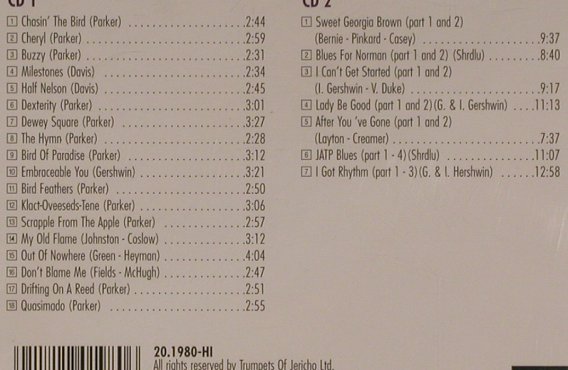 CD 1
1 Chasin' The Bird (Parker) 2:44
2 Cheryl (Parker) 2:59
3 Buzzy (Parker) 2:31
4 Milestones (Davis) 2:34
5 Half Nelson (Davis) 2:45
6 Dexterity (Parker) 3:01
7 Dewey Square (Parker) 3:27
8 The Hymn (Parker) 2:28
9 Bird Of Paradise (Parker) 3:12
10 Embraceable You (Gershwin) 3:21
11 Bird Feathers (Parker) 2:50
12 Klact-Oveeseds-Tene (Parker) 3:06
13 Scrapple From The Apple (Parker) 2:57
14 My Old Flame (Johnston - Coslow) 3:12
15 Out Of Nowhere (Green - Heyman) 4:04
16 Don't Blame Me (Fields - McHugh) 2:47
17 Drifting On A Reed (Parker) 2:51
18 Quasimado (Parker) 2:55
CD 2
1 Sweet Georgia Brown (part 1 and 2)
(Bernie - Pinkard - Casey) 9:37
2 Blues For Norman (part 1 and 2) (Shrdlu) 8:40
3 I Can't Get Started (part 1 and 2)
(I. Gershwin - V. Duke) 9:17
4 Lady Be Good (part 1 and 2) (G. & I. Gershwin) 11:13
5 After You 've Gone (part 1 and 2)
(Layton - Creamer) 7:37
6 JATP Blues (part 1 - 4) (Shrdlu) 11:07
7 I Got Rhythm (part 1 - 3) (G. & I. Hershwin) 12:58
20.1980-HI
All rights reserved by Trumpets Of Jericho Ltd.